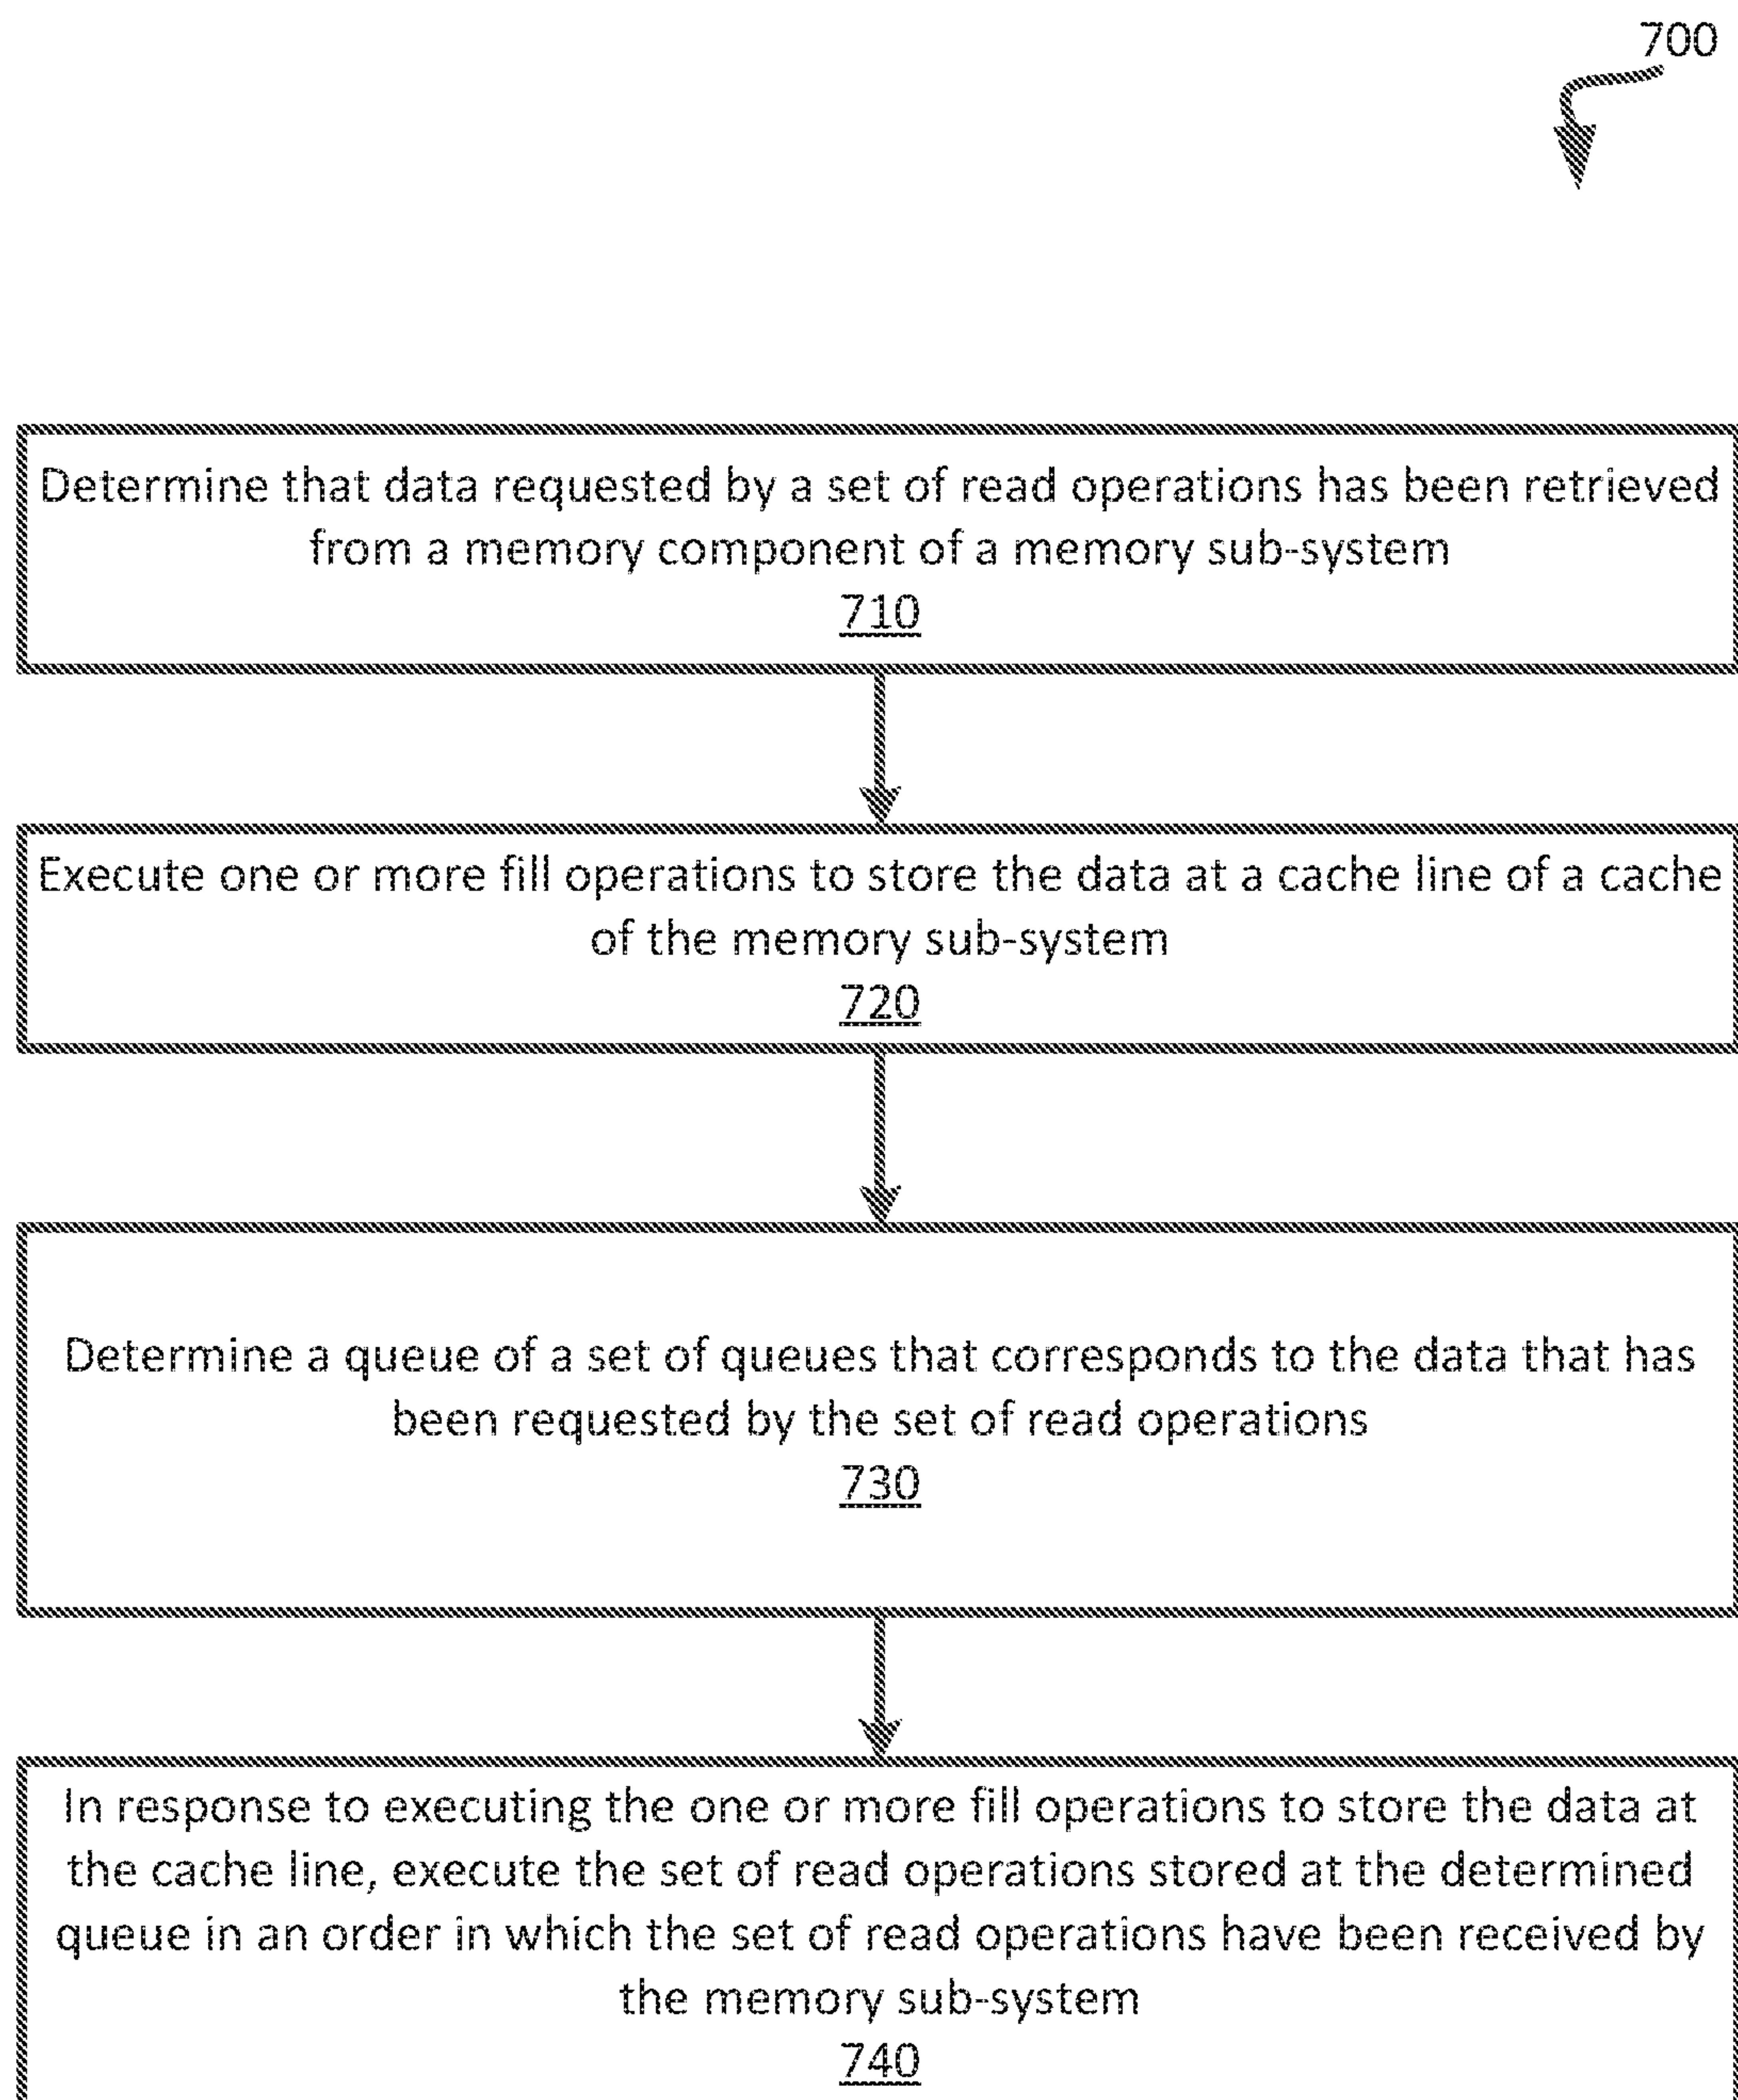 700
Determine that data requested by a set of read operations has been retrieved
from a memory component of a memory sub-system
710
Execute one or more fill operations to store the data at a cache line of a cache
of the memory sub-system
720
Determine a queue of a set of queues that corresponds to the data that has
been requested by the set of read operations
730
In response to executing the one or more fill operations to store the data at
the cache line, execute the set of read operations stored at the determined
queue in an order in which the set of read operations have been received by
the memory sub-system
740